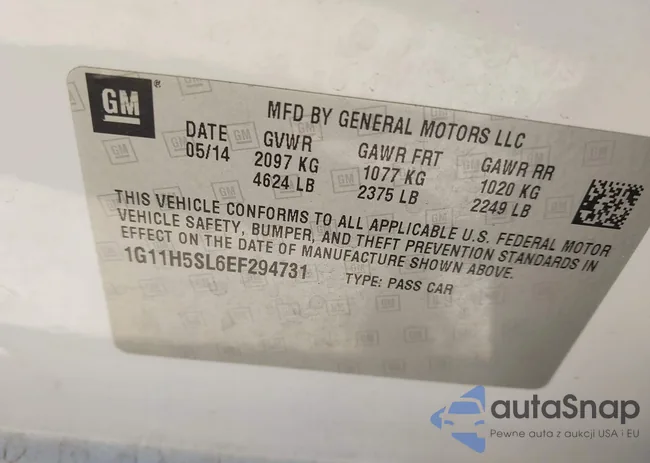 GM ®
MFD BY GENERAL MOTORS LLC
DATE GVWR GAWR FRT GAWR RR
05/14 2097 KG 1077 KG 1020 KG
4624 LB 2375 LB 2249 LB
THIS VEHICLE CONFORMS TO ALL APPLICABLE U.S. FEDERAL MOTOR
VEHICLE SAFETY, BUMPER, AND THEFT PREVENTION STANDARDS IN
EFFECT ON THE DATE OF MANUFACTURE SHOWN ABOVE.
1G11H5SL6EF294731 TYPE: PASS CAR
autaSnap
Pewne auta z aukcji USA i EU